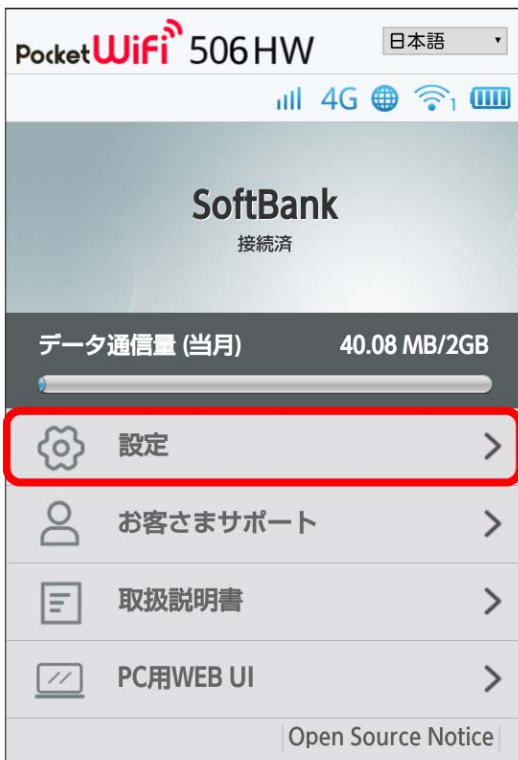 PocketWiFi 506HW
日本語
4G 1
SoftBank
接続済
データ通信量 (当月) 40.08 MB/2GB
設定
お客さまサポート
取扱説明書
PC用WEB UI
Open Source Notice